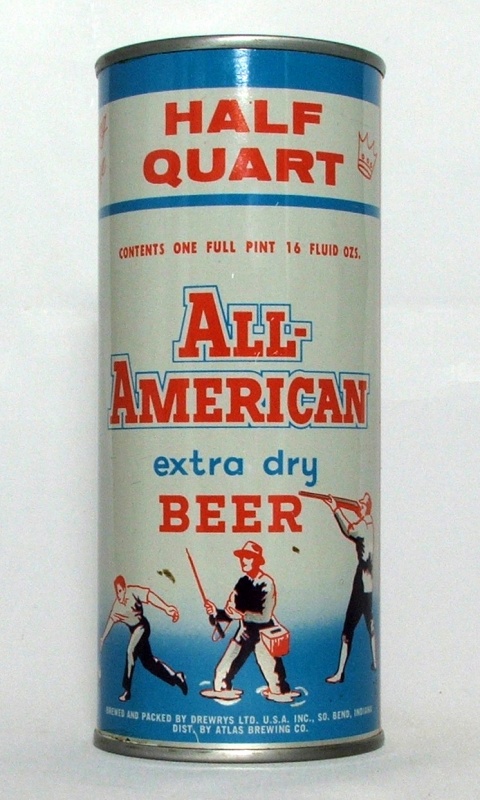 HALF
QUART
CONTENTS ONE FULL PINT 16 FLUID OZS.
ALL-
AMERICAN
extra dry
BEER
BREWED AND PACKED BY DREWRYS LTD. U.S.A. INC., SO. BEND, INDIANA
DIST. BY ATLAS BREWING CO.